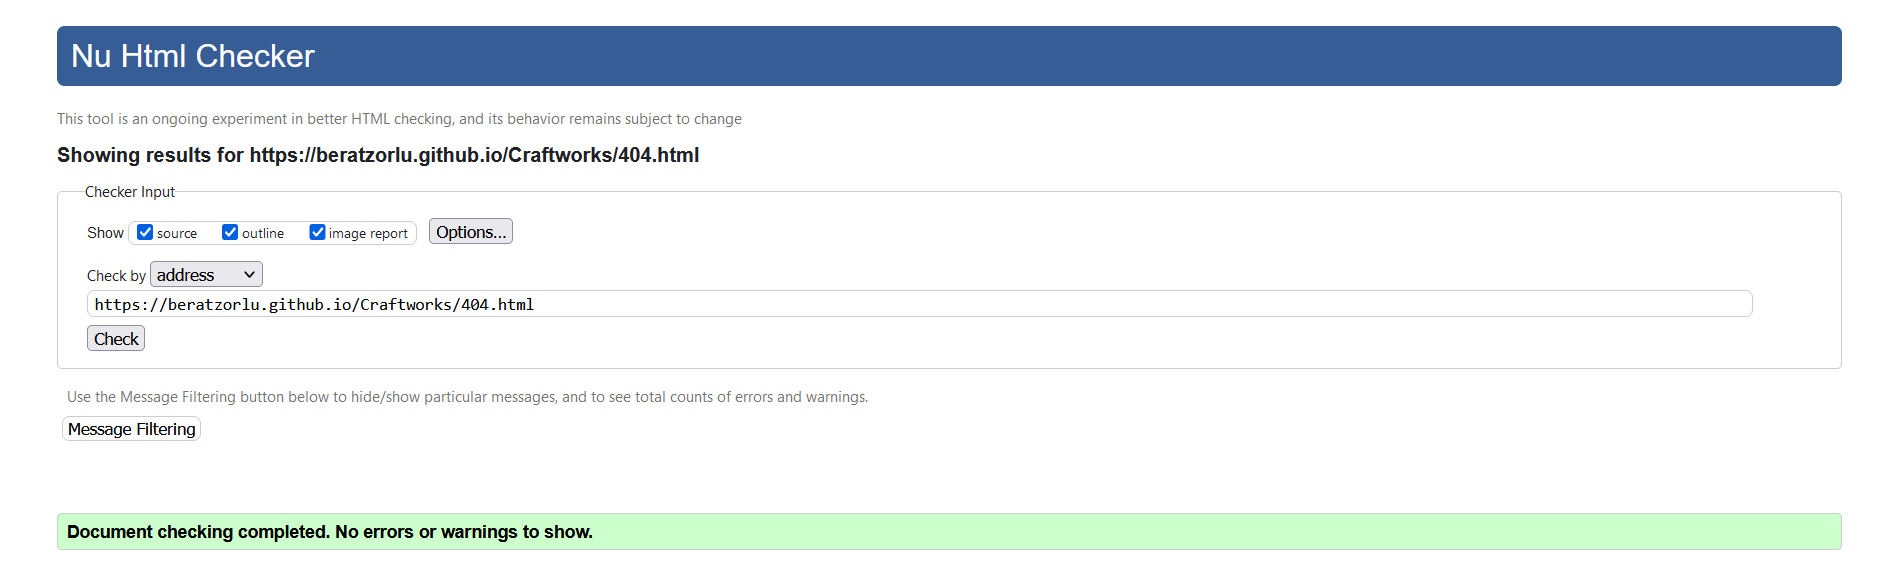 Nu Html Checker
This tool is an ongoing experiment in better HTML checking, and its behavior remains subject to change
Showing results for https://beratzorlu.github.io/Craftworks/404.html
Checker Input
Show source outline image report Options...
Check by address
https://beratzorlu.github.io/Craftworks/404.html
Check
Use the Message Filtering button below to hide/show particular messages, and to see total counts of errors and warnings.
Message Filtering
Document checking completed. No errors or warnings to show.